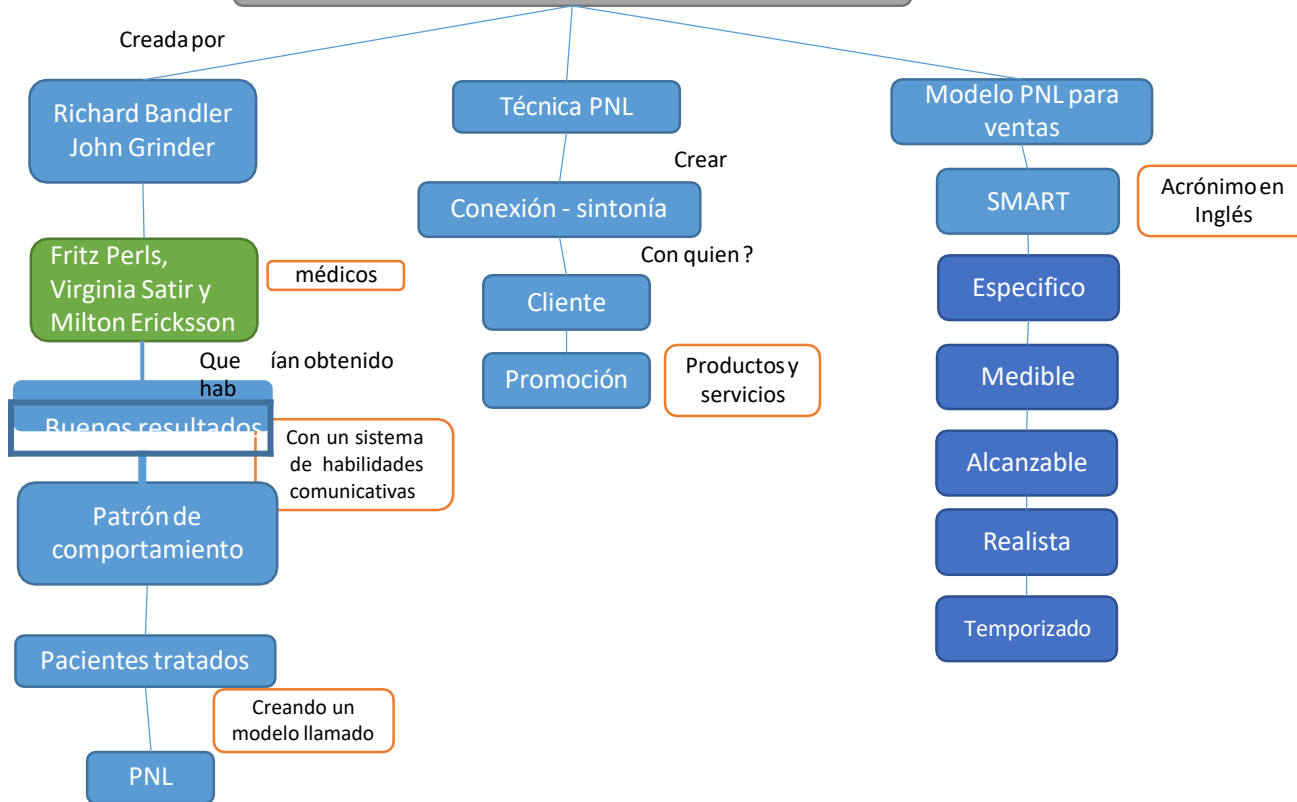 Creada por
Richard Bandler
John Grinder
Fritz Perls,
Virginia Satir y
Milton Ericksson
médicos
Que ían obtenido
hab
Buenos resultados
Con un sistema
de habilidades
comunicativas
Patrón de
comportamiento
Pacientes tratados
Creando un
modelo llamado
PNL
Técnica PNL
Crear
Conexión - sintonía
Con quien ?
Cliente
Promoción
Productos y
servicios
Modelo PNL para
ventas
SMART
Acrónimo en
Inglés
Especifico
Medible
Alcanzable
Realista
Temporizado